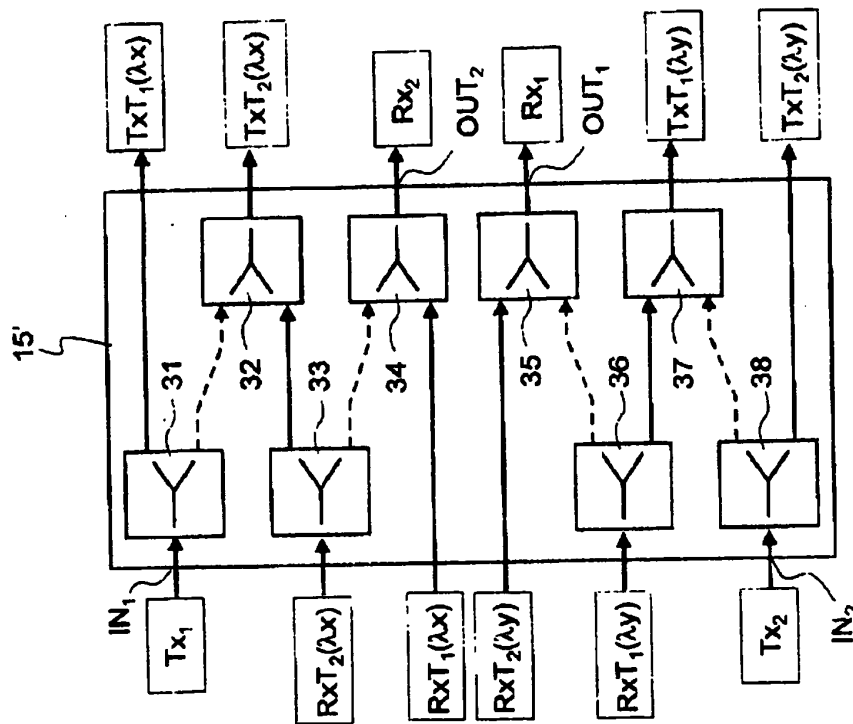 15'
IN₁
Tx₁
31
TxT₁(λx)
32
TxT₂(λx)
RxT₂(λx)
33
34
Rx₂
OUT₂
RxT₁(λx)
RxT₂(λy)
35
Rx₁
OUT₁
RxT₁(λy)
36
37
TxT₁(λy)
Tx₂
IN₂
38
TxT₂(λy)